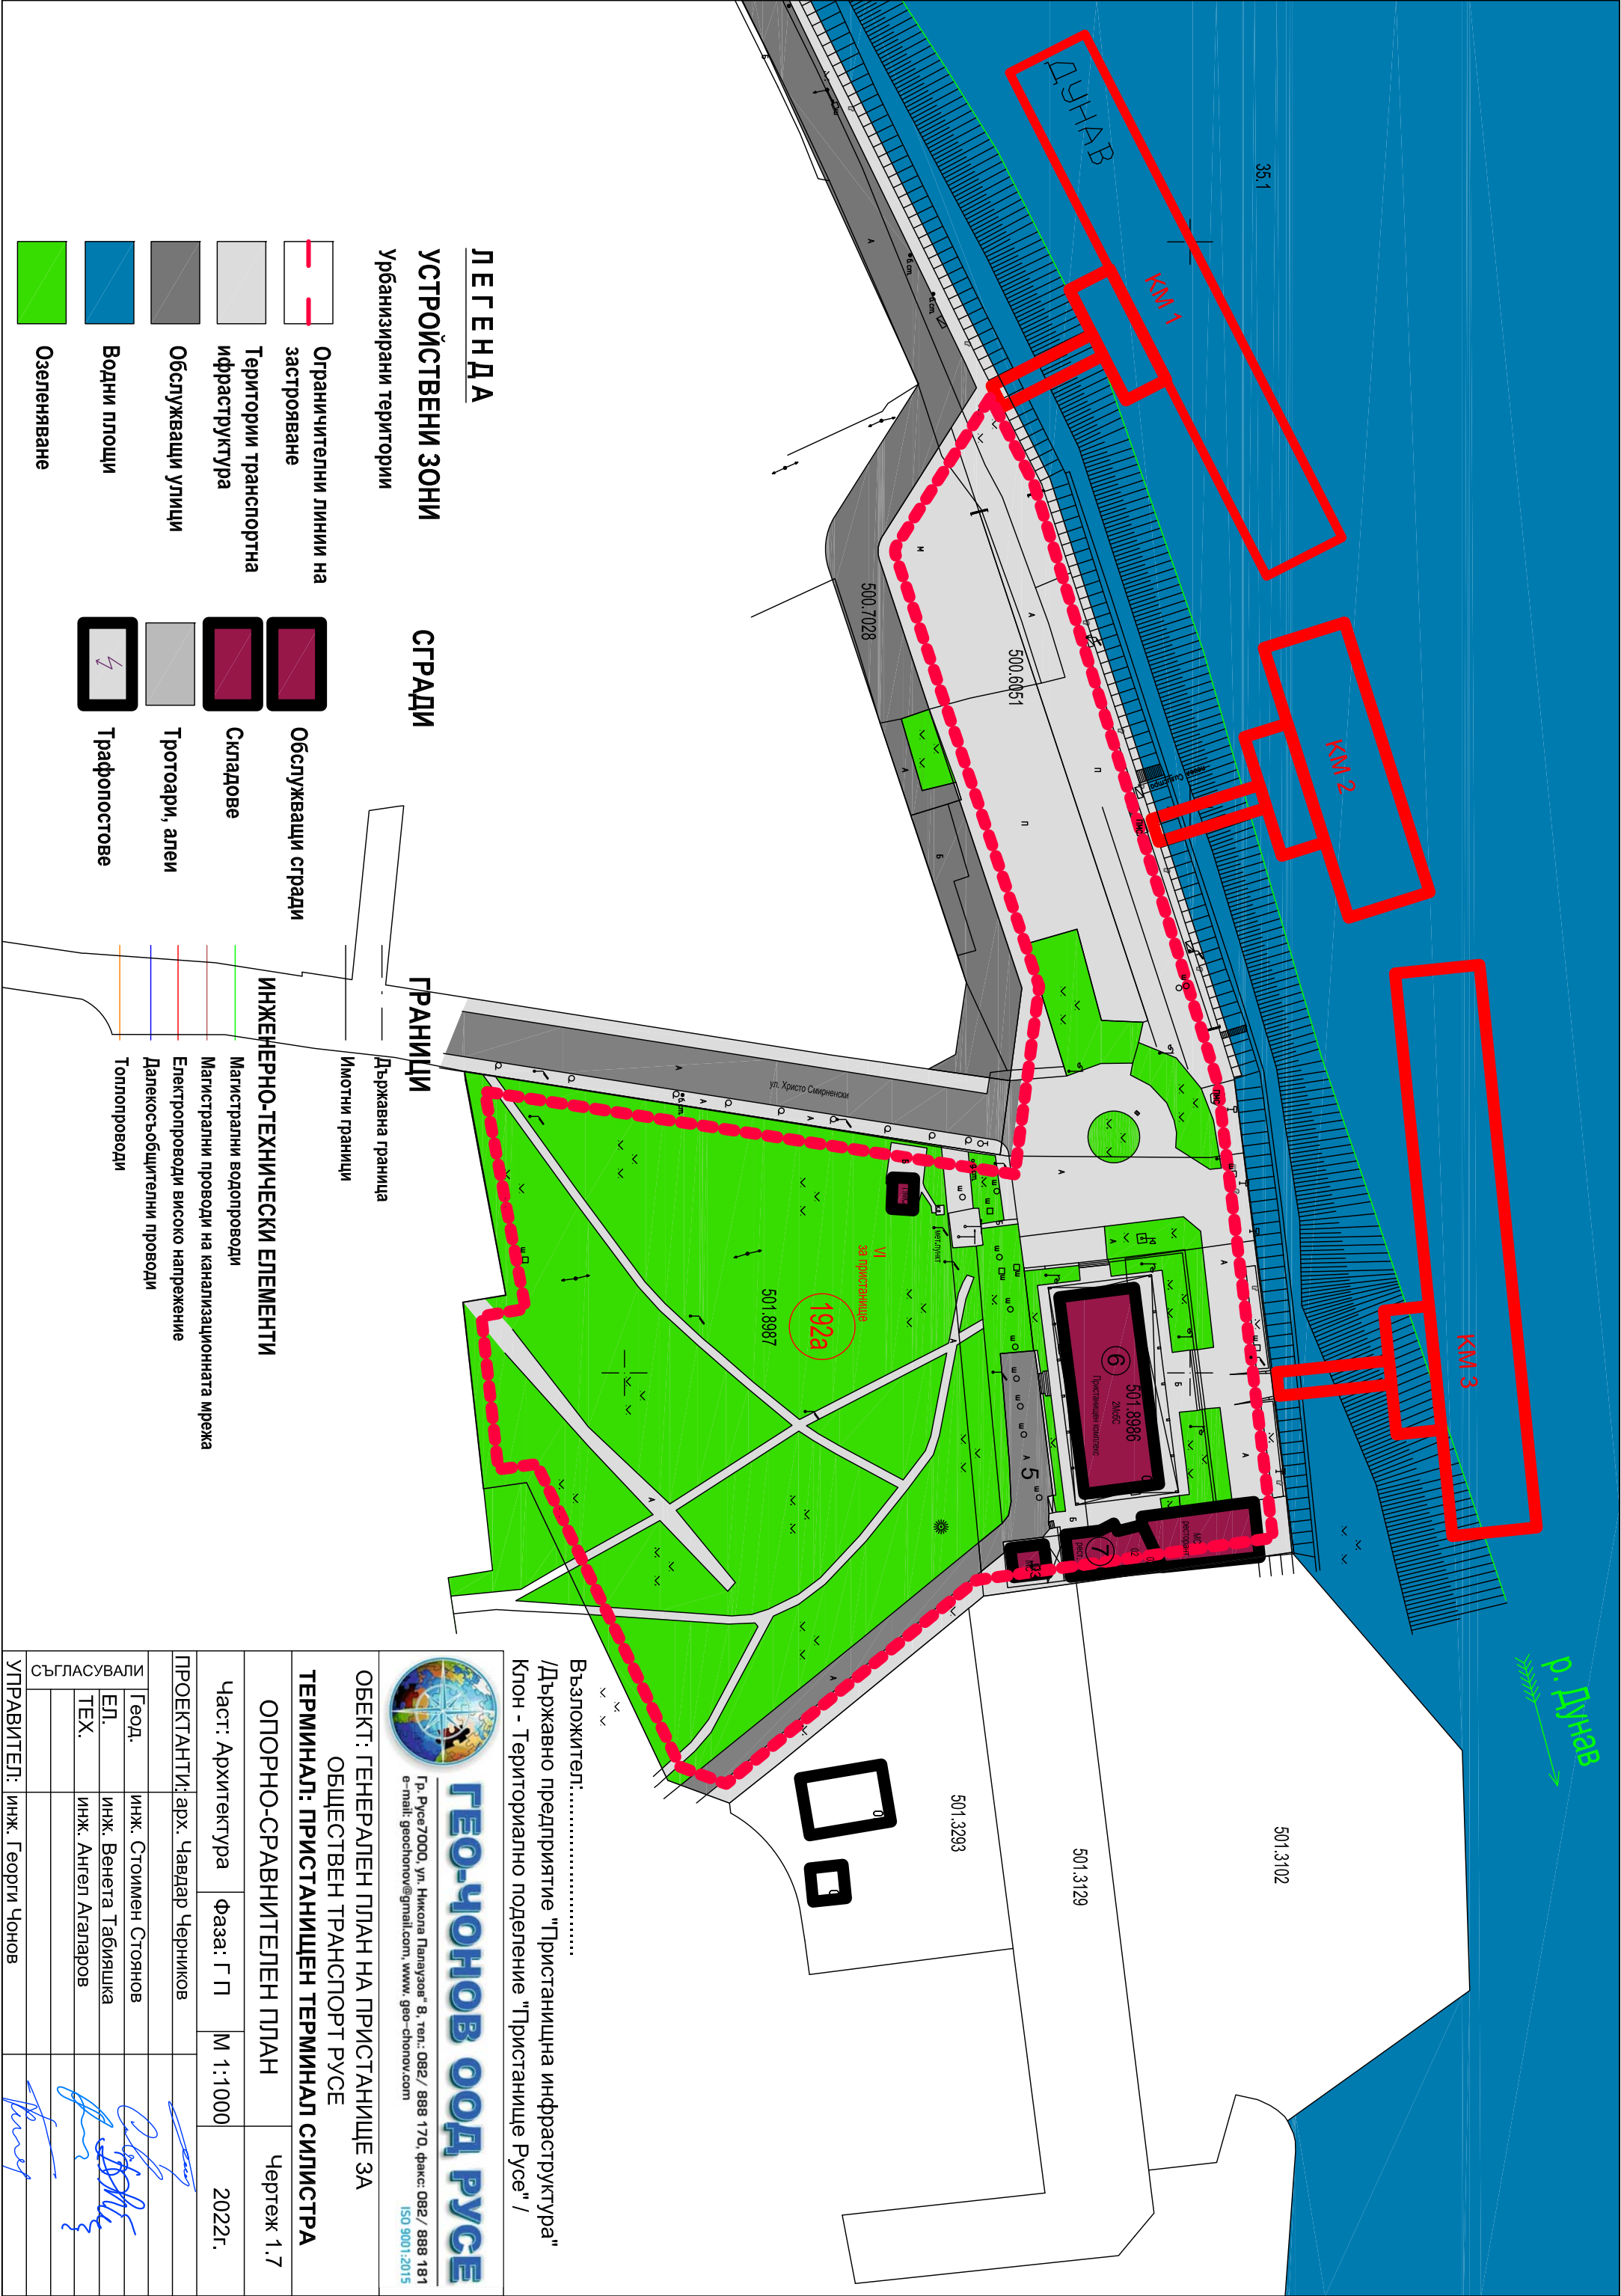 р. Дунав
ДУНАВ
35.1
КМ 1
КМ 2
КМ 3
500.7028
500.6051
ул. Христо Смирненски
VI
за пристанище
192а
501.8987
6
501.8986
2МсбС
Пристанищен комплекс
5
7
МС
ресторант
501.3102
501.3129
501.3293
ЛЕГЕНДА
УСТРОЙСТВЕНИ ЗОНИ
Урбанизирани територии
Ограничителни линии на
застрояване
Територии транспортна
ифраструктура
Обслужващи улици
Водни площи
Озеленяване
СГРАДИ
Обслужващи сгради
Складове
Тротоари, алеи
Трафопостове
ГРАНИЦИ
Държавна граница
Имотни граници
ИНЖЕНЕРНО-ТЕХНИЧЕСКИ ЕЛЕМЕНТИ
Магистрални водопроводи
Магистрални проводи на канализационната мрежа
Електропроводи високо напрежение
Далекосъобщителни проводи
Топлопроводи
Възложител:........................
/Държавно предприятие "Пристанищна инфраструктура"
Клон - Териториално поделение "Пристанище Русе" /
ГЕО-ЧОНОВ ООД РУСЕ
Гр. Русе7000, ул. Никола Палаузов" 8, тел.: 082/ 888 170, факс: 082/ 888 181
e-mail: geochonov@gmail.com, www. geo-chonov.com
ISO 9001:2015
ОБЕКТ: ГЕНЕРАЛЕН ПЛАН НА ПРИСТАНИЩЕ ЗА
ОБЩЕСТВЕН ТРАНСПОРТ РУСЕ
ТЕРМИНАЛ: ПРИСТАНИЩЕН ТЕРМИНАЛ СИЛИСТРА
ОПОРНО-СРАВНИТЕЛЕН ПЛАН
Чертеж 1.7
Част: Архитектура
Фаза: Г П
М 1:1000
2022г.
ПРОЕКТАНТИ: арх. Чавдар Черников
СЪГЛАСУВАЛИ
Геод. инж. Стоимен Стоянов
ЕЛ. инж. Венета Табияшка
ТЕХ. инж. Ангел Агаларов
УПРАВИТЕЛ: инж. Георги Чонов